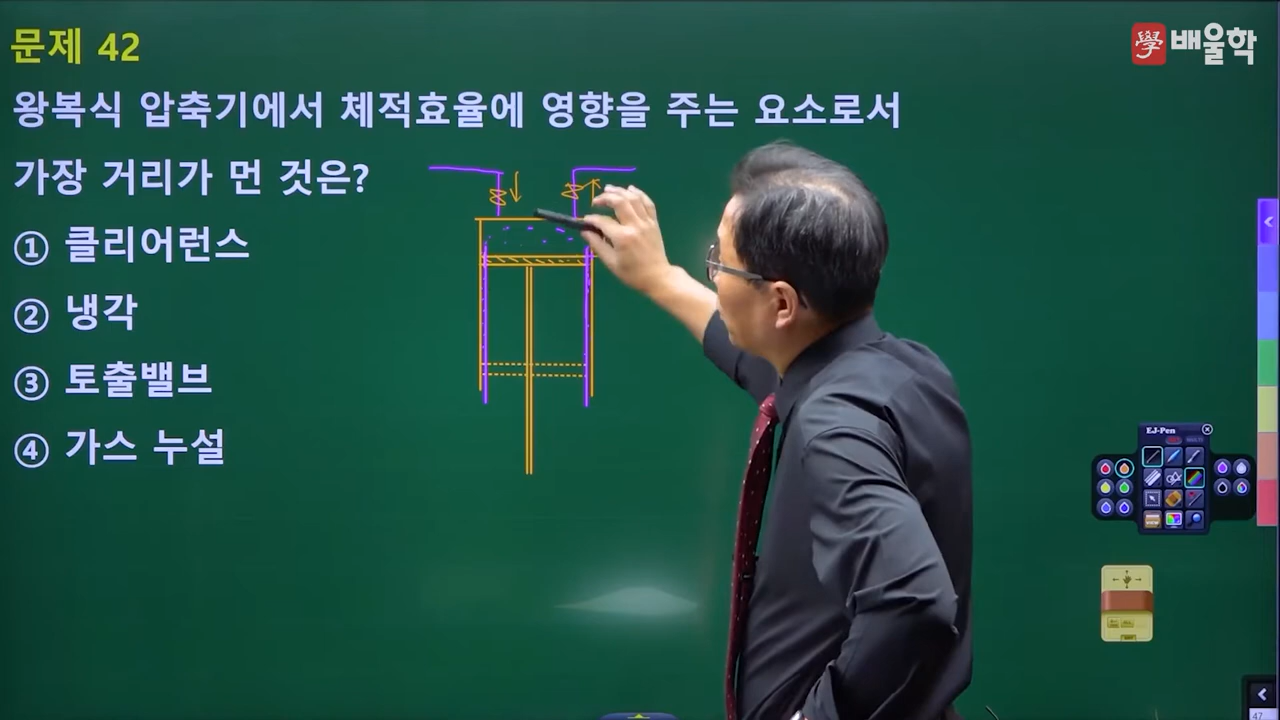 문제 42
學 배울학
왕복식 압축기에서 체적효율에 영향을 주는 요소로서
가장 거리가 먼 것은?
① 클리어런스
② 냉각
③ 토출밸브
④ 가스 누설
EJ-Pen
47